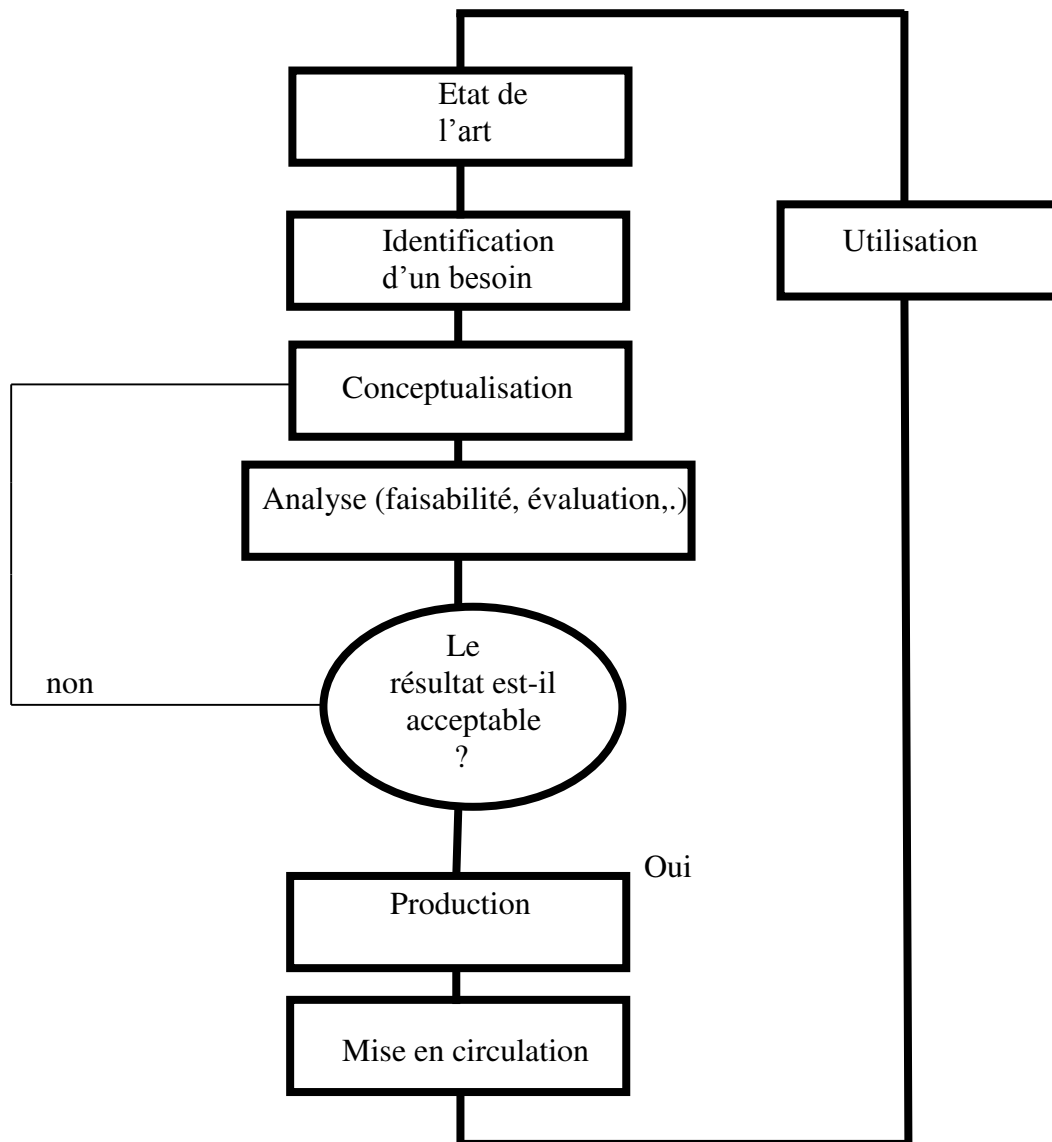 Etat de
l’art
Identification
d’un besoin
Utilisation
Conceptualisation
Analyse (faisabilité, évaluation,.)
Le
résultat est-il
acceptable
?
non
Oui
Production
Mise en circulation